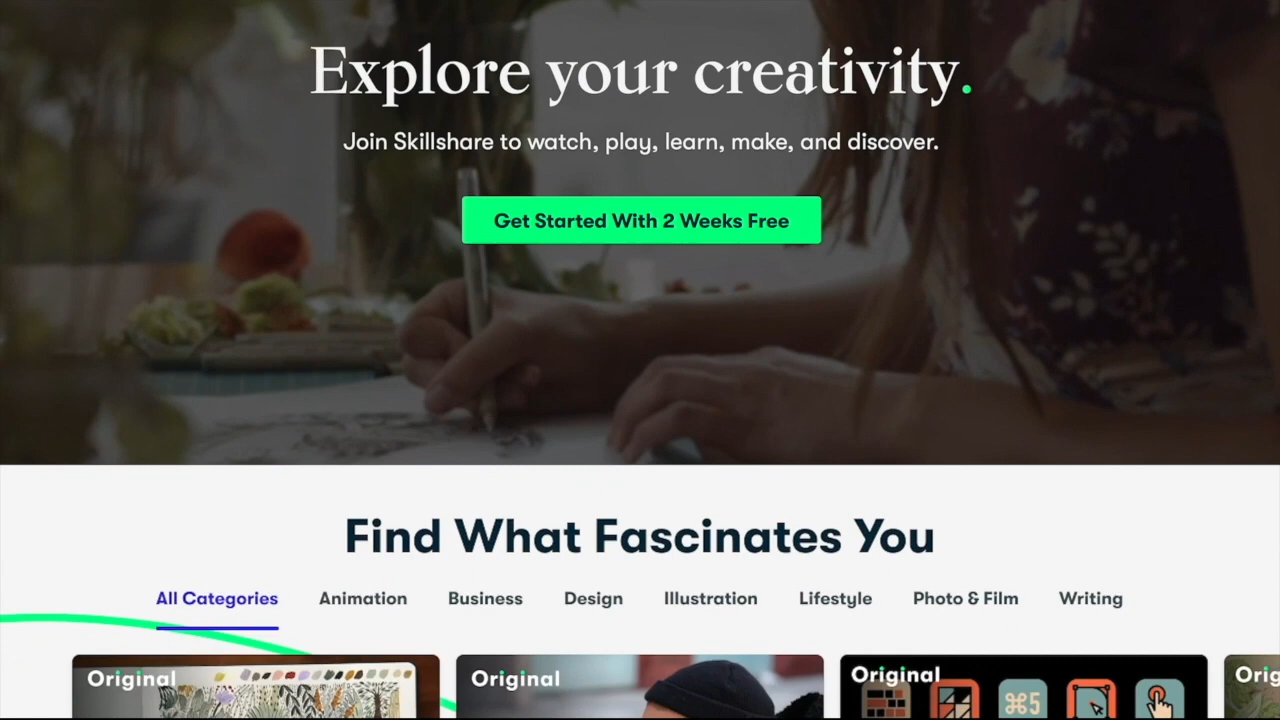 Explore your creativity.
Join Skillshare to watch, play, learn, make, and discover.
Get Started With 2 Weeks Free
Find What Fascinates You
All Categories Animation Business Design Illustration Lifestyle Photo & Film Writing
Original Original Original Orig
⌘5